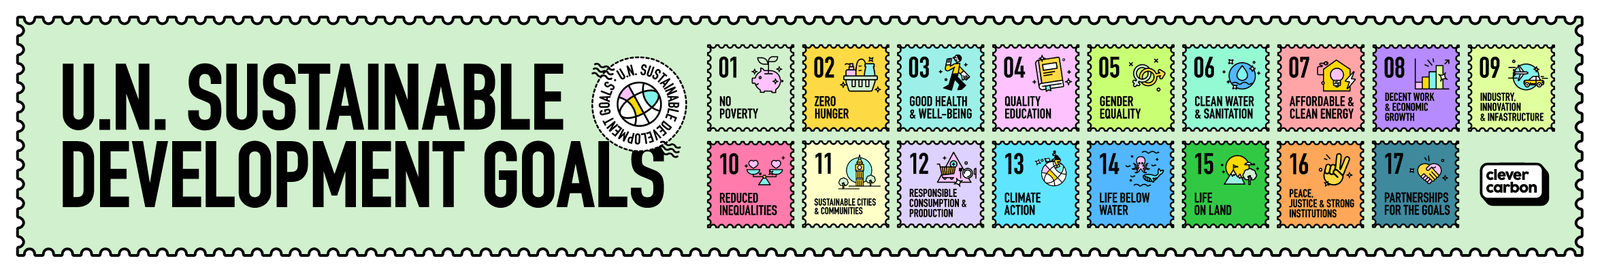 U.N. SUSTAINABLE
DEVELOPMENT GOALS
U.N. SUSTAINABLE DEVELOPMENT GOALS
01
NO
POVERTY
02
ZERO
HUNGER
03
GOOD HEALTH
& WELL-BEING
04
QUALITY
EDUCATION
05
GENDER
EQUALITY
06
CLEAN WATER
& SANITATION
07
AFFORDABLE &
CLEAN ENERGY
08
DECENT WORK
& ECONOMIC
GROWTH
09
INDUSTRY,
INNOVATION
& INFASTRUCTURE
10
REDUCED
INEQUALITIES
11
SUSTAINABLE CITIES
& COMMUNITIES
12
RESPONSIBLE
CONSUMPTION &
PRODUCTION
13
CLIMATE
ACTION
14
LIFE BELOW
WATER
15
LIFE
ON LAND
16
PEACE,
JUSTICE & STRONG
INSTITUTIONS
17
PARTNERSHIPS
FOR THE GOALS
clever
carbon